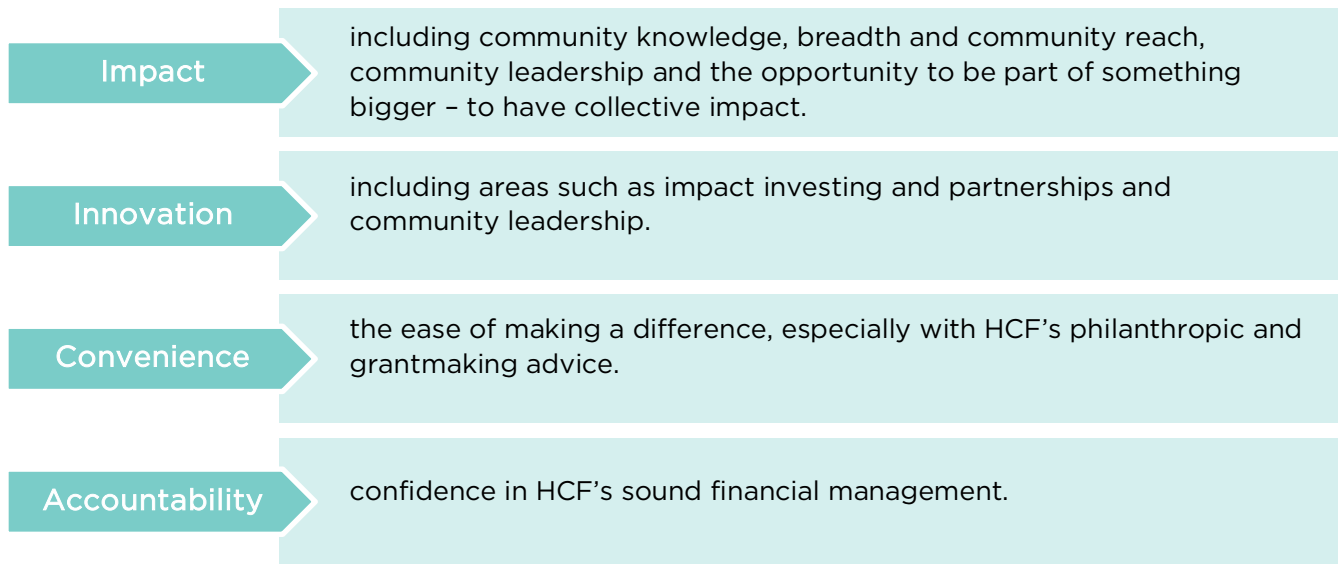 Impact
including community knowledge, breadth and community reach,
community leadership and the opportunity to be part of something
bigger – to have collective impact.
Innovation
including areas such as impact investing and partnerships and
community leadership.
Convenience
the ease of making a difference, especially with HCF’s philanthropic and
grantmaking advice.
Accountability
confidence in HCF’s sound financial management.